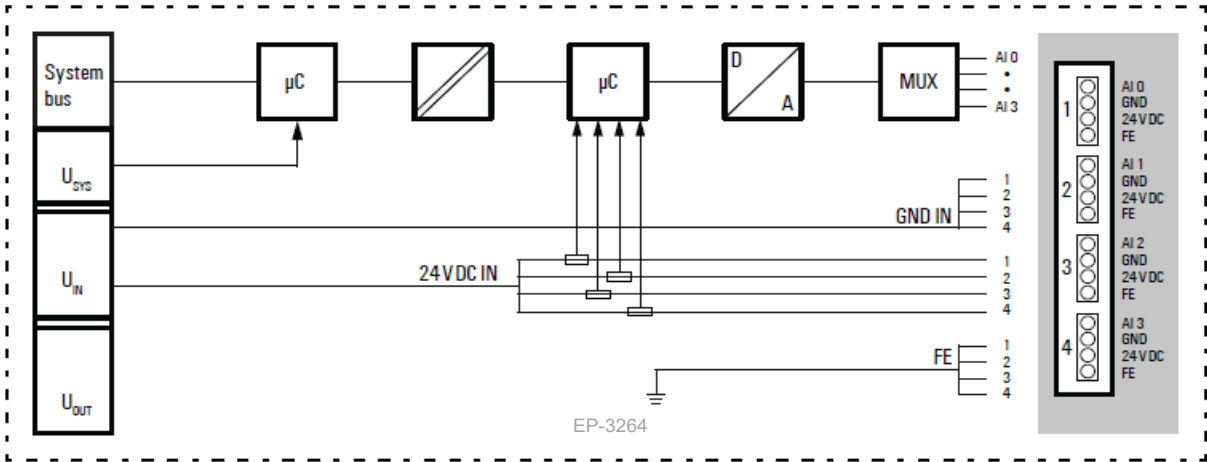 System
bus
µC
µC
D
A
MUX
AI 0
•
•
AI 3
U_SYS
GND IN
1
2
3
4
U_IN
24 V DC IN
1
2
3
4
U_OUT
FE
1
2
3
4
EP-3264
1
AI 0
GND
24 V DC
FE
2
AI 1
GND
24 V DC
FE
3
AI 2
GND
24 V DC
FE
4
AI 3
GND
24 V DC
FE